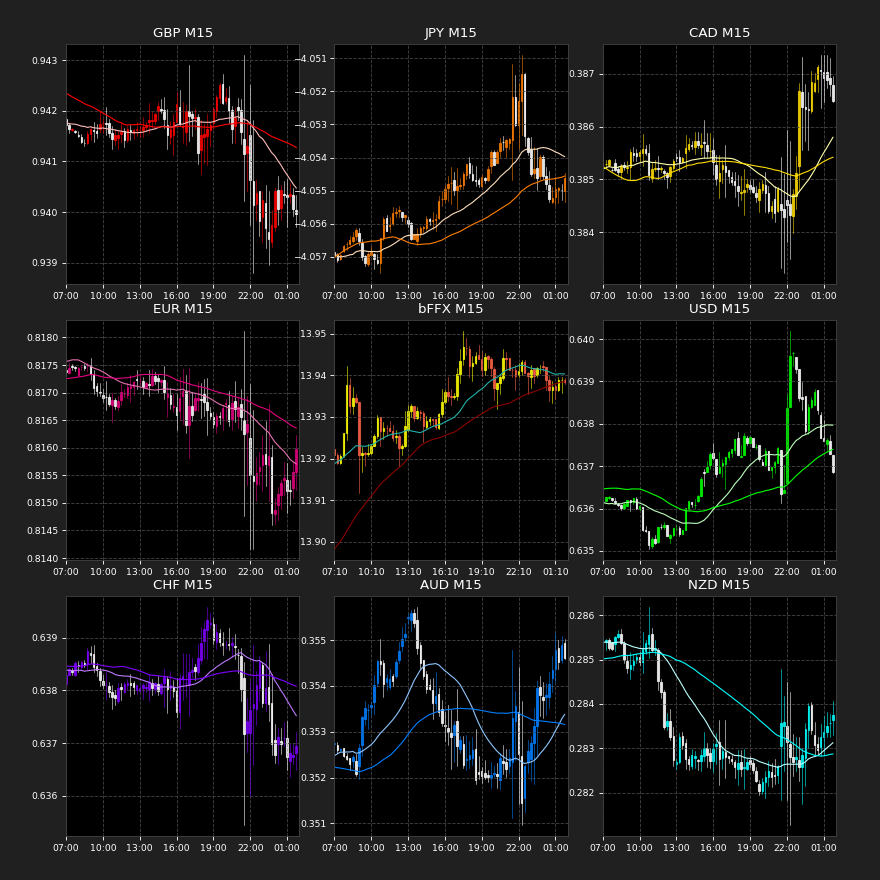 GBP M15
0.943
0.942
0.941
0.940
0.939
07:00 10:00 13:00 16:00 19:00 22:00 01:00
JPY M15
−4.051
−4.052
−4.053
−4.054
−4.055
−4.056
−4.057
07:00 10:00 13:00 16:00 19:00 22:00 01:00
CAD M15
0.387
0.386
0.385
0.384
07:00 10:00 13:00 16:00 19:00 22:00 01:00
EUR M15
0.8180
0.8175
0.8170
0.8165
0.8160
0.8155
0.8150
0.8145
0.8140
07:00 10:00 13:00 16:00 19:00 22:00 01:00
bFFX M15
13.95
13.94
13.93
13.92
13.91
13.90
07:10 10:10 13:10 16:10 19:10 22:10 01:10
USD M15
0.640
0.639
0.638
0.637
0.636
0.635
07:00 10:00 13:00 16:00 19:00 22:00 01:00
CHF M15
0.639
0.638
0.637
0.636
07:00 10:00 13:00 16:00 19:00 22:00 01:00
AUD M15
0.355
0.354
0.353
0.352
0.351
07:00 10:00 13:00 16:00 19:00 22:00 01:00
NZD M15
0.286
0.285
0.284
0.283
0.282
07:00 10:00 13:00 16:00 19:00 22:00 01:00